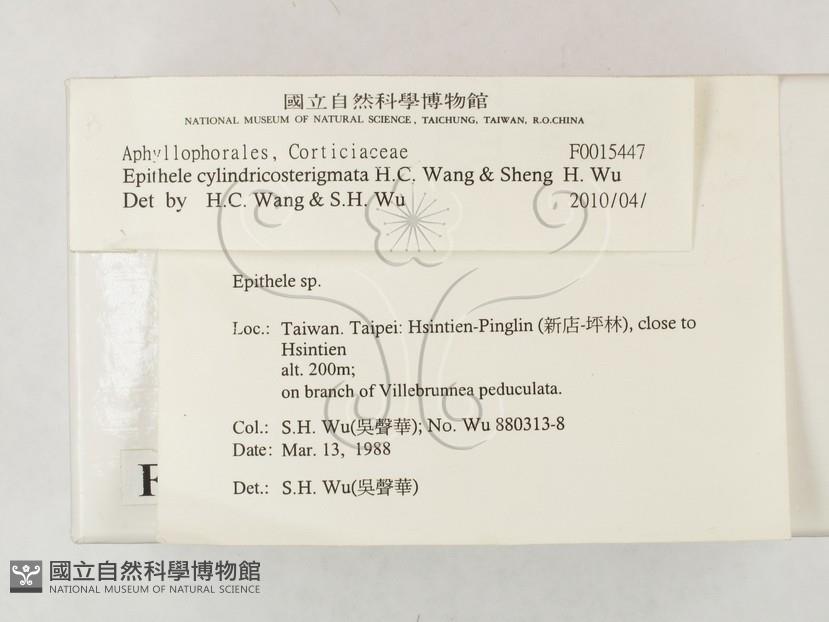 國立自然科學博物館
NATIONAL MUSEUM OF NATURAL SCIENCE, TAICHUNG, TAIWAN, R.O.CHINA
Aphyllophorales, Corticiaceae F0015447
Epithele cylindricosterigmata H.C. Wang & Sheng H. Wu
Det by H.C. Wang & S.H. Wu 2010/04/
Epithele sp.
Loc.: Taiwan. Taipei: Hsintien-Pinglin (新店-坪林), close to
Hsintien
alt. 200m;
on branch of Villebrunnea peduculata.
Col.: S.H. Wu(吳聲華); No. Wu 880313-8
Date: Mar. 13, 1988
F
Det.: S.H. Wu(吳聲華)
國立自然科學博物館
NATIONAL MUSEUM OF NATURAL SCIENCE